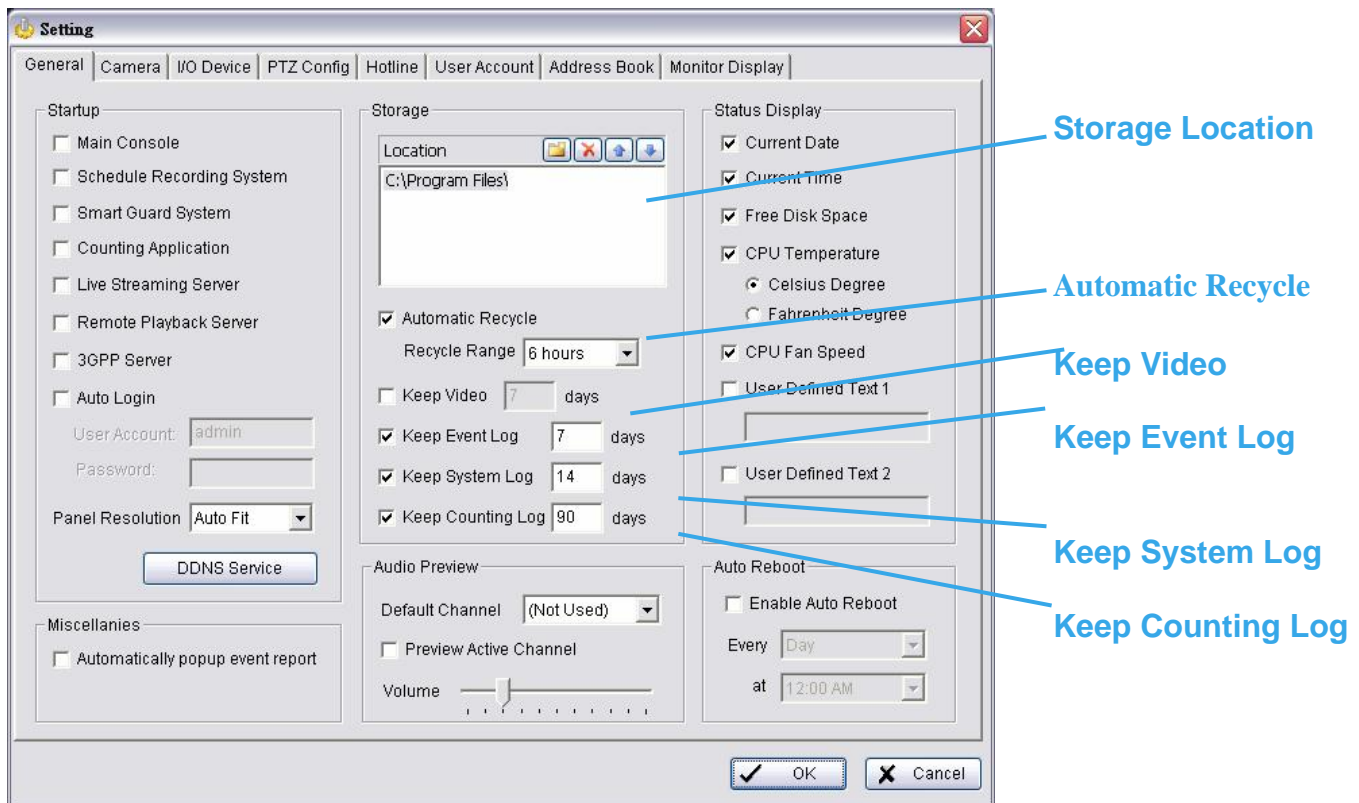 Setting
General Camera I/O Device PTZ Config Hotline User Account Address Book Monitor Display
Startup
Main Console
Schedule Recording System
Smart Guard System
Counting Application
Live Streaming Server
Remote Playback Server
3GPP Server
Auto Login
User Account: admin
Password:
Panel Resolution Auto Fit
DDNS Service
Miscellanies
Automatically popup event report
Storage
Location
C:\Program Files\
Automatic Recycle
Recycle Range 6 hours
Keep Video 7 days
Keep Event Log 7 days
Keep System Log 14 days
Keep Counting Log 90 days
Audio Preview
Default Channel (Not Used)
Preview Active Channel
Volume
Status Display
Current Date
Current Time
Free Disk Space
CPU Temperature
Celsius Degree
Fahrenheit Degree
CPU Fan Speed
User Defined Text 1
User Defined Text 2
Auto Reboot
Enable Auto Reboot
Every Day
at 12:00 AM
OK Cancel
Storage Location
Automatic Recycle
Keep Video
Keep Event Log
Keep System Log
Keep Counting Log